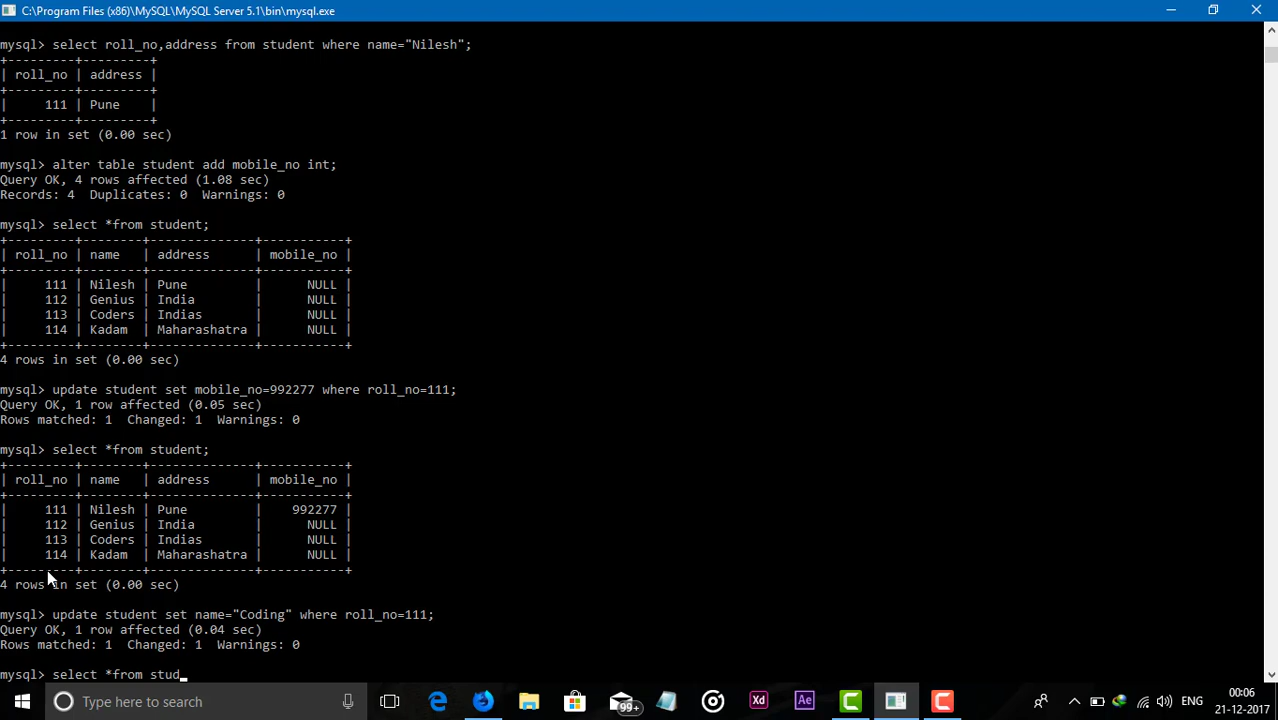 C:\Program Files (x86)\MySQL\MySQL Server 5.1\bin\mysql.exe
mysql> select roll_no,address from student where name="Nilesh";
+---------+---------+
| roll_no | address |
+---------+---------+
|     111 | Pune    |
+---------+---------+
1 row in set (0.00 sec)
mysql> alter table student add mobile_no int;
Query OK, 4 rows affected (1.08 sec)
Records: 4  Duplicates: 0  Warnings: 0
mysql> select *from student;
+---------+--------+--------------+-----------+
| roll_no | name   | address      | mobile_no |
+---------+--------+--------------+-----------+
|     111 | Nilesh | Pune         |      NULL |
|     112 | Genius | India        |      NULL |
|     113 | Coders | Indias       |      NULL |
|     114 | Kadam  | Maharashatra |      NULL |
+---------+--------+--------------+-----------+
4 rows in set (0.00 sec)
mysql> update student set mobile_no=992277 where roll_no=111;
Query OK, 1 row affected (0.05 sec)
Rows matched: 1  Changed: 1  Warnings: 0
mysql> select *from student;
+---------+--------+--------------+-----------+
| roll_no | name   | address      | mobile_no |
+---------+--------+--------------+-----------+
|     111 | Nilesh | Pune         |    992277 |
|     112 | Genius | India        |      NULL |
|     113 | Coders | Indias       |      NULL |
|     114 | Kadam  | Maharashatra |      NULL |
+---------+--------+--------------+-----------+
4 rows in set (0.00 sec)
mysql> update student set name="Coding" where roll_no=111;
Query OK, 1 row affected (0.04 sec)
Rows matched: 1  Changed: 1  Warnings: 0
mysql> select *from stud_
Type here to search
99+
Xd
Ae
ENG
00:06
21-12-2017